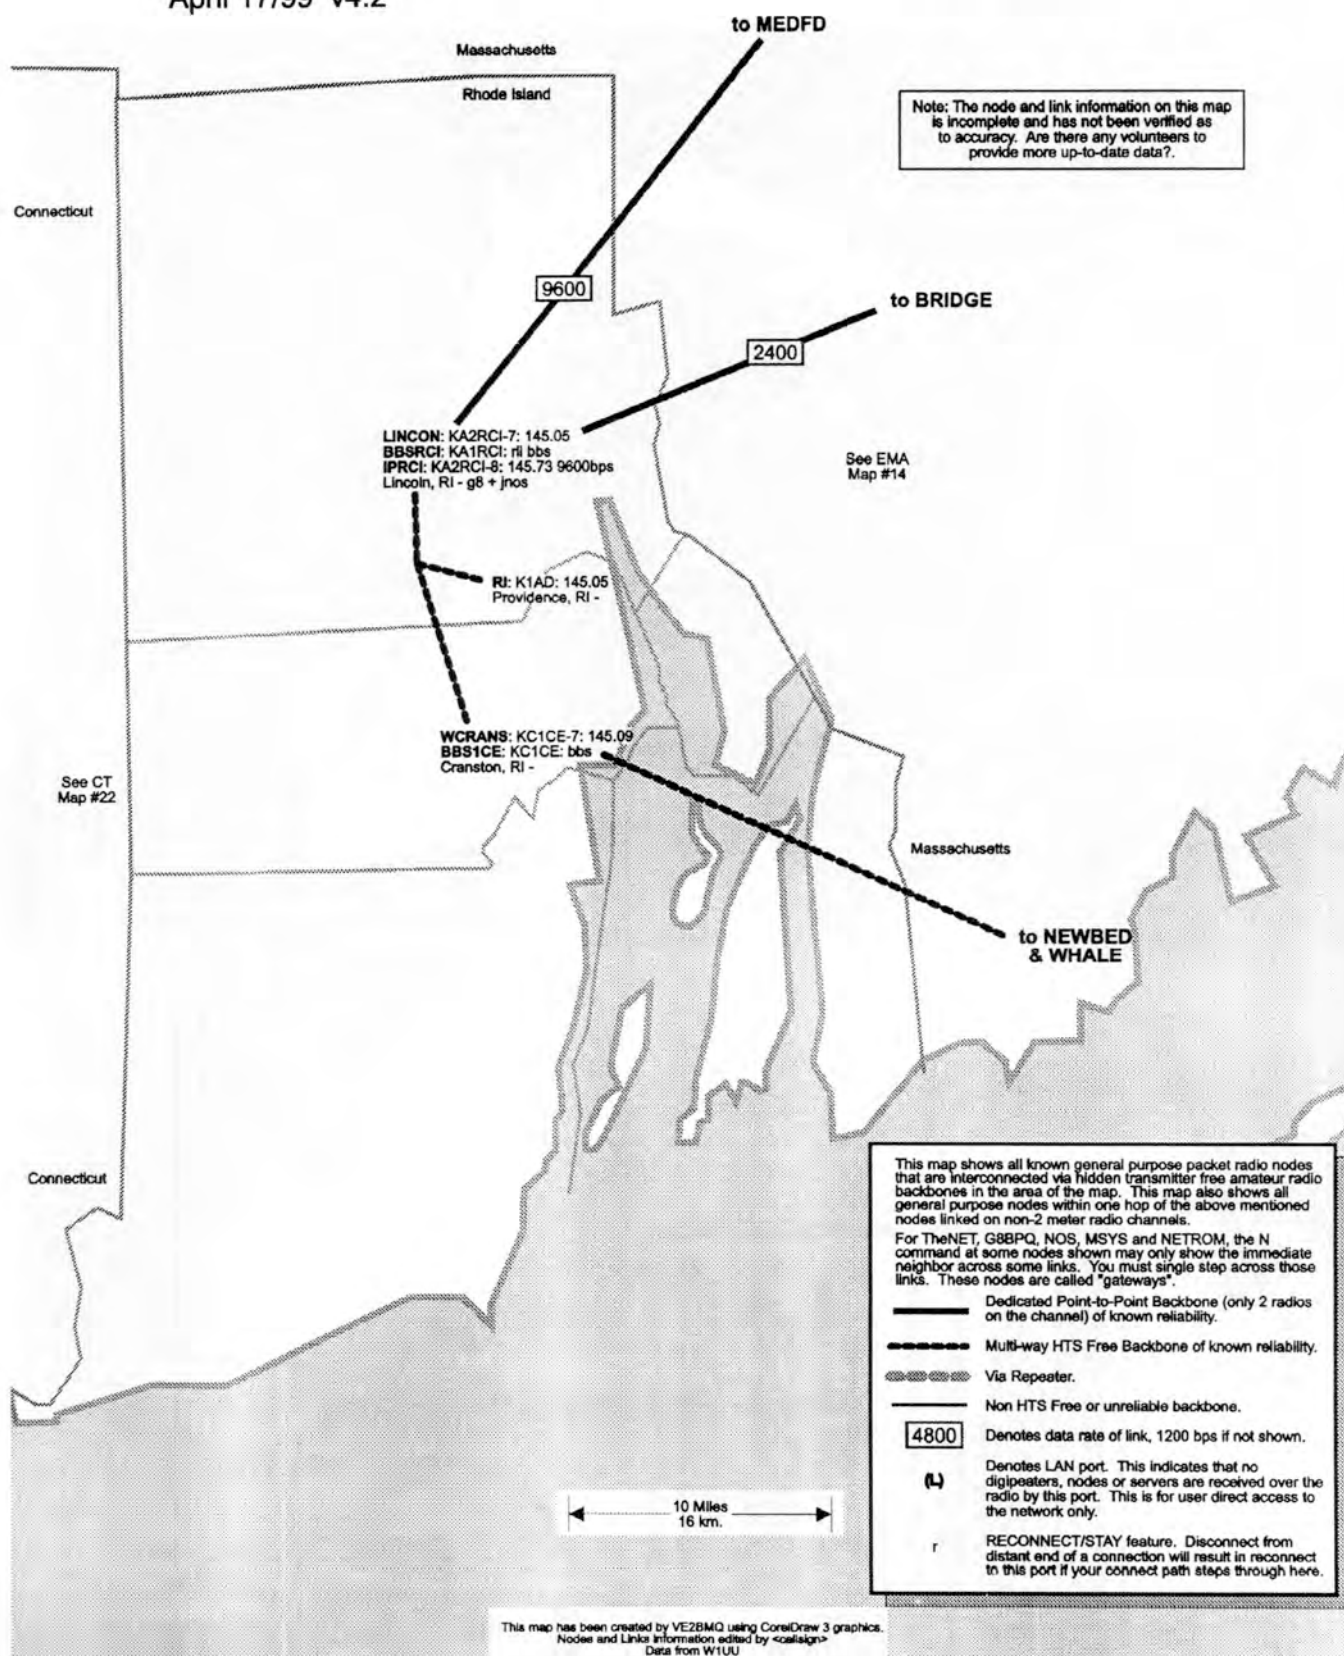 April 17/99 v4.2
to MEDFD
Massachusetts
Rhode Island
Note: The node and link information on this map
is incomplete and has not been verified as
to accuracy. Are there any volunteers to
provide more up-to-date data?.
Connecticut
9600
to BRIDGE
2400
LINCON: KA2RCI-7: 145.05
BBSRCI: KA1RCI: rli bbs
IPRCI: KA2RCI-8: 145.73 9600bps
Lincoln, RI - g8 + jnos
See EMA
Map #14
RI: K1AD: 145.05
Providence, RI -
WCRANS: KC1CE-7: 145.09
BBS1CE: KC1CE: bbs
Cranston, RI -
See CT
Map #22
Massachusetts
to NEWBED
& WHALE
Connecticut
This map shows all known general purpose packet radio nodes
that are interconnected via hidden transmitter free amateur radio
backbones in the area of the map. This map also shows all
general purpose nodes within one hop of the above mentioned
nodes linked on non-2 meter radio channels.
For TheNET, G8BPQ, NOS, MSYS and NETROM, the N
command at some nodes shown may only show the immediate
neighbor across some links. You must single step across those
links. These nodes are called "gateways".
Dedicated Point-to-Point Backbone (only 2 radios
on the channel) of known reliability.
Multi-way HTS Free Backbone of known reliability.
Via Repeater.
Non HTS Free or unreliable backbone.
4800 Denotes data rate of link, 1200 bps if not shown.
(L) Denotes LAN port. This indicates that no
digipeaters, nodes or servers are received over the
radio by this port. This is for user direct access to
the network only.
r RECONNECT/STAY feature. Disconnect from
distant end of a connection will result in reconnect
to this port if your connect path steps through here.
10 Miles
16 km.
This map has been created by VE2BMQ using CorelDraw 3 graphics.
Nodes and Links information edited by <callsign>
Data from W1UU